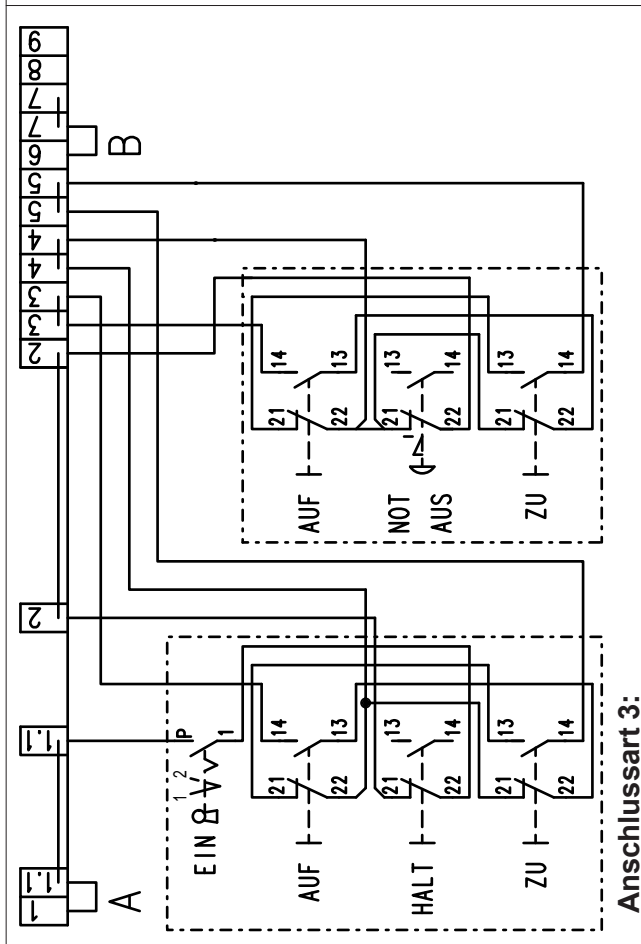 1 1.1 1.1 2 2 3 3 4 4 5 5 6 7 7 8 9
A B
EIN 1 2 P 1
AUF 21 22 14 13
HALT 21 22 13 14
ZU 21 22 13 14
AUF 21 22 14 13
NOT
AUS 21 22 13 14
ZU 21 22 13 14
Anschlussart 3: